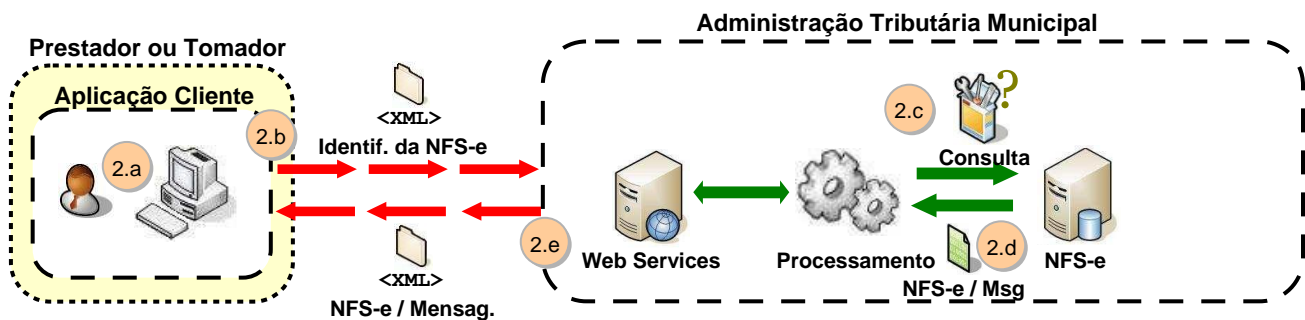 Administração Tributária Municipal
Prestador ou Tomador
Aplicação Cliente
2.a
2.b
<XML>
Identif. da NFS-e
<XML>
NFS-e / Mensag.
2.c
?
Consulta
2.e
Web Services
Processamento
2.d
NFS-e / Msg
NFS-e